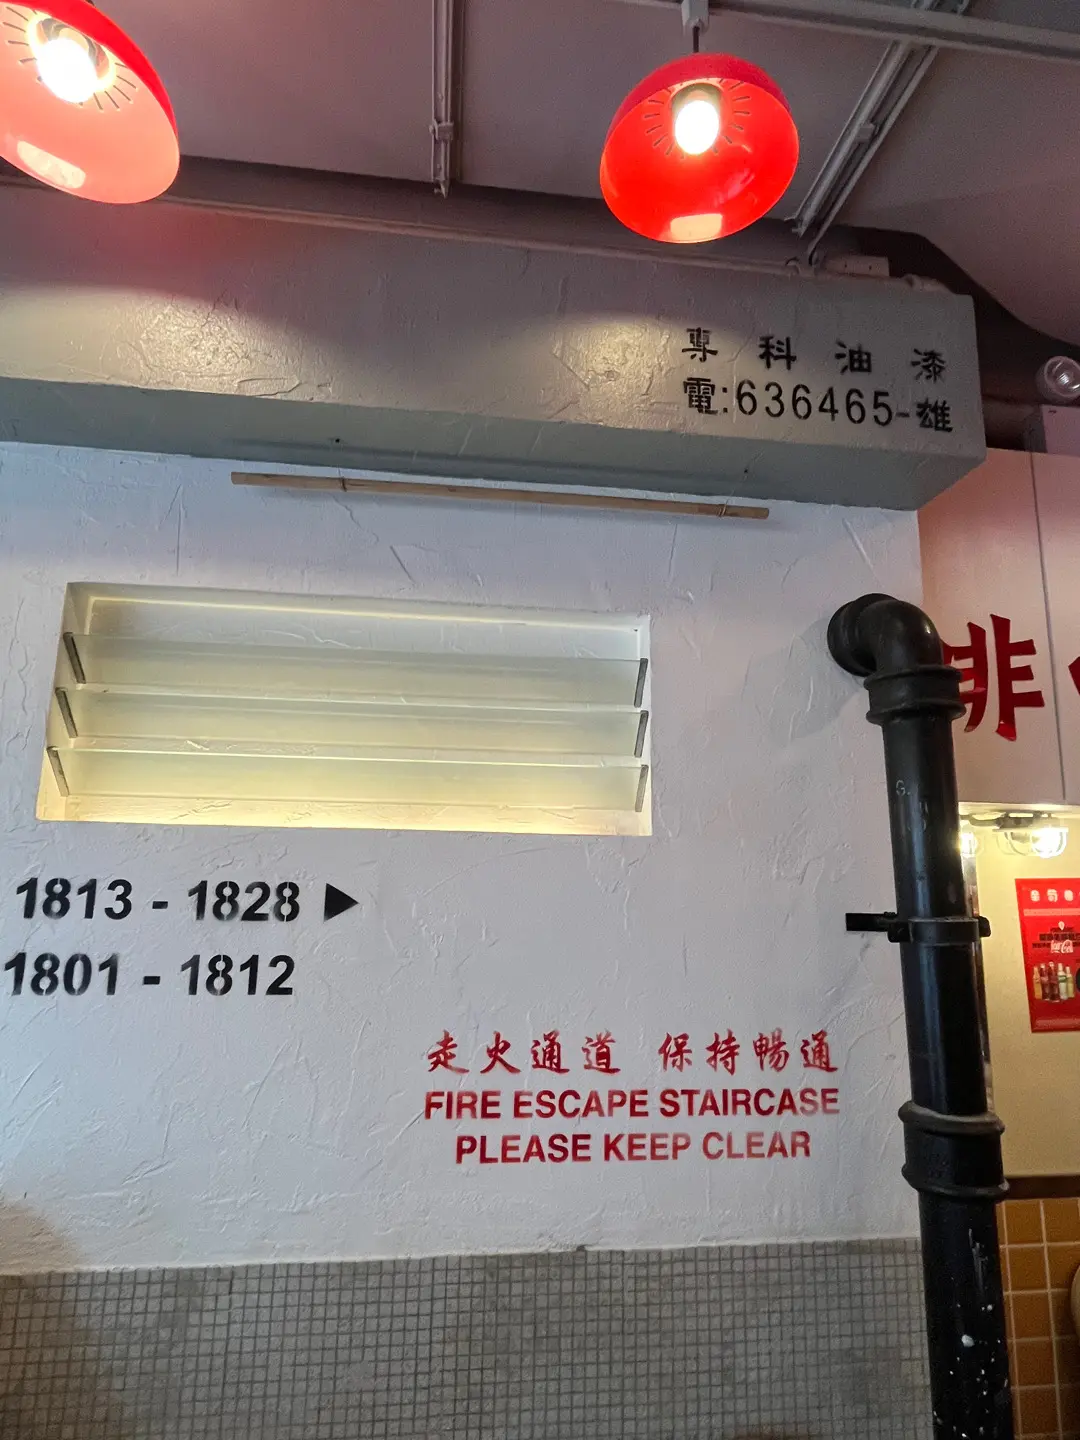 專科油漆
電:636465-雄
啡
1813 - 1828 ▶
1801 - 1812
走火通道 保持暢通
FIRE ESCAPE STAIRCASE
PLEASE KEEP CLEAR